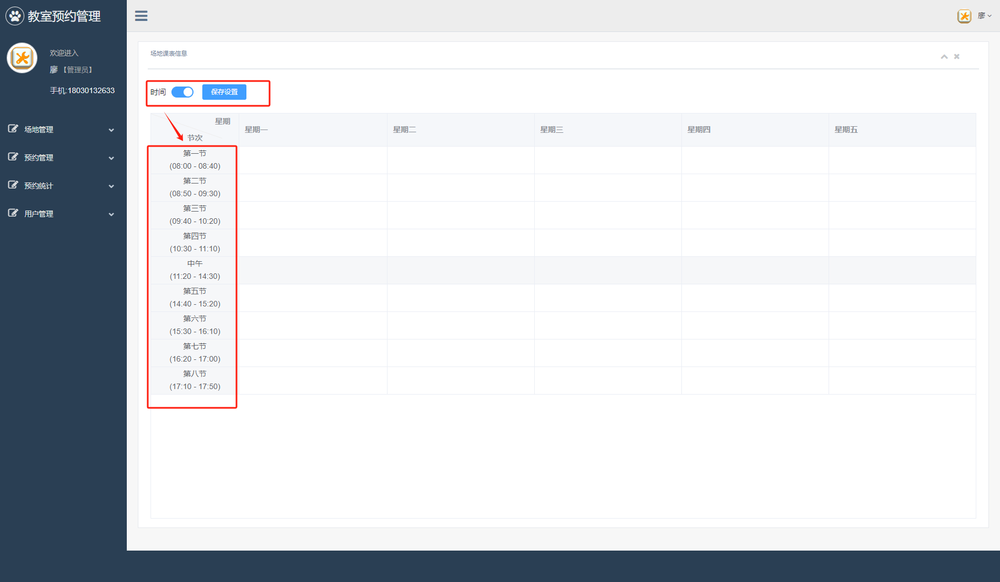 教室预约管理
廖
欢迎进入
廖 【管理员】
手机:18030132633
场地管理
预约管理
预约统计
用户管理
场地课表信息
时间 保存设置
星期
节次
星期一 星期二 星期三 星期四 星期五
第一节
(08:00 - 08:40)
第二节
(08:50 - 09:30)
第三节
(09:40 - 10:20)
第四节
(10:30 - 11:10)
中午
(11:20 - 14:30)
第五节
(14:40 - 15:20)
第六节
(15:30 - 16:10)
第七节
(16:20 - 17:00)
第八节
(17:10 - 17:50)